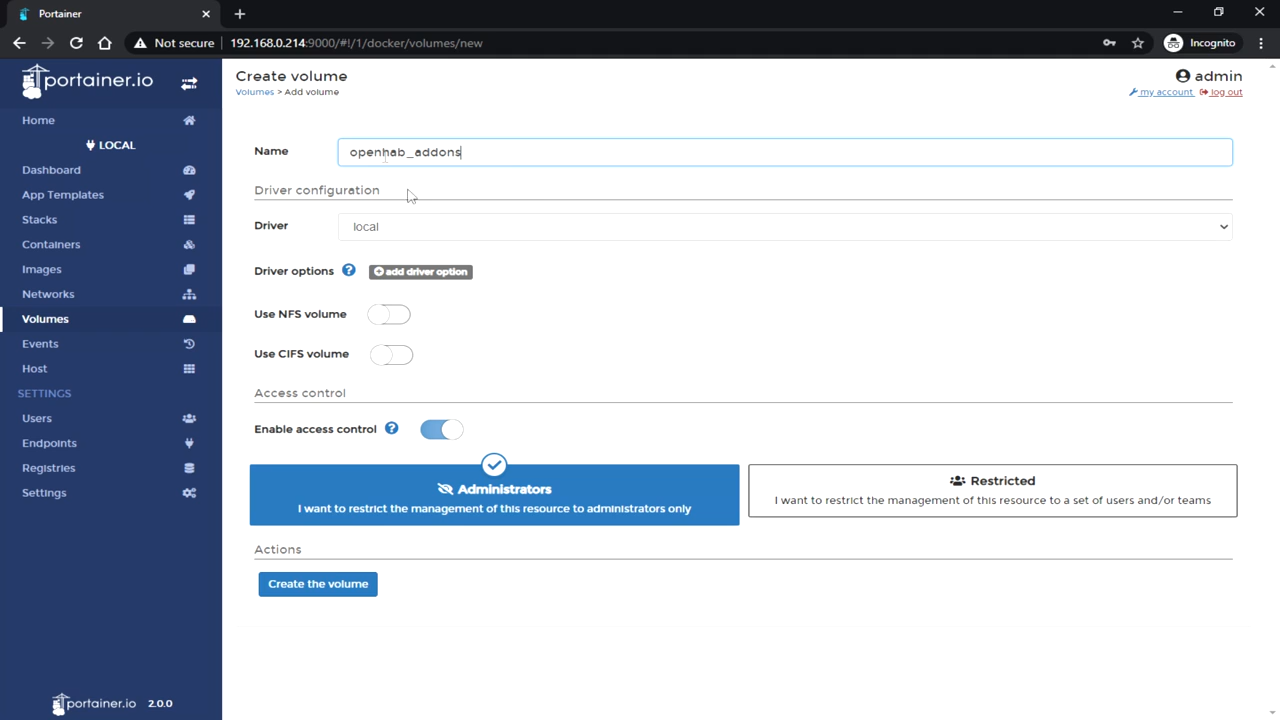 Portainer
Not secure
192.168.0.214:9000/#!/1/docker/volumes/new
Incognito
portainer.io
Home
LOCAL
Dashboard
App Templates
Stacks
Containers
Images
Networks
Volumes
Events
Host
SETTINGS
Users
Endpoints
Registries
Settings
portainer.io 2.0.0
Create volume
Volumes > Add volume
admin
my account log out
Name openhab_addons
Driver configuration
Driver local
Driver options add driver option
Use NFS volume
Use CIFS volume
Access control
Enable access control
Administrators
I want to restrict the management of this resource to administrators only
Restricted
I want to restrict the management of this resource to a set of users and/or teams
Actions
Create the volume